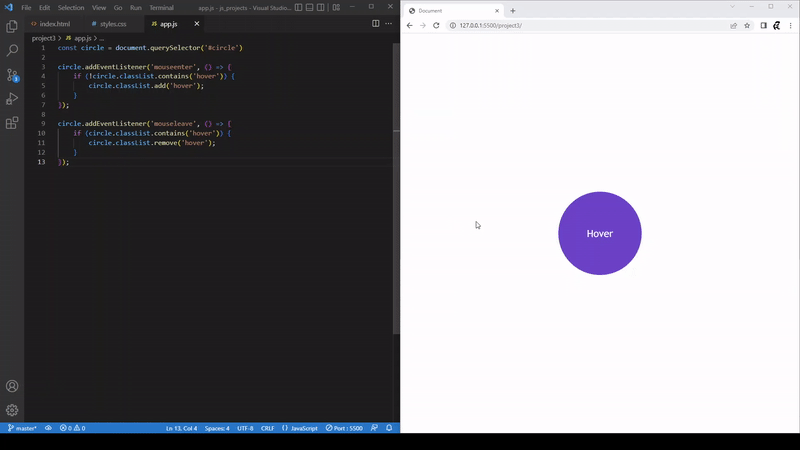 File Edit Selection View Go Run Terminal app.js - js_projects - Visual Studio...
index.html styles.css JS app.js
project3 > JS app.js > ...
1 const circle = document.querySelector('#circle')
2
3 circle.addEventListener('mouseenter', () => {
4 if (!circle.classList.contains('hover')) {
5 circle.classList.add('hover');
6 }
7 });
8
9 circle.addEventListener('mouseleave', () => {
10 if (circle.classList.contains('hover')) {
11 circle.classList.remove('hover');
12 }
13 });
master* 0 0 Ln 13, Col 4 Spaces: 4 UTF-8 CRLF {} JavaScript Port : 5500
Document
127.0.0.1:5500/project3/
Hover